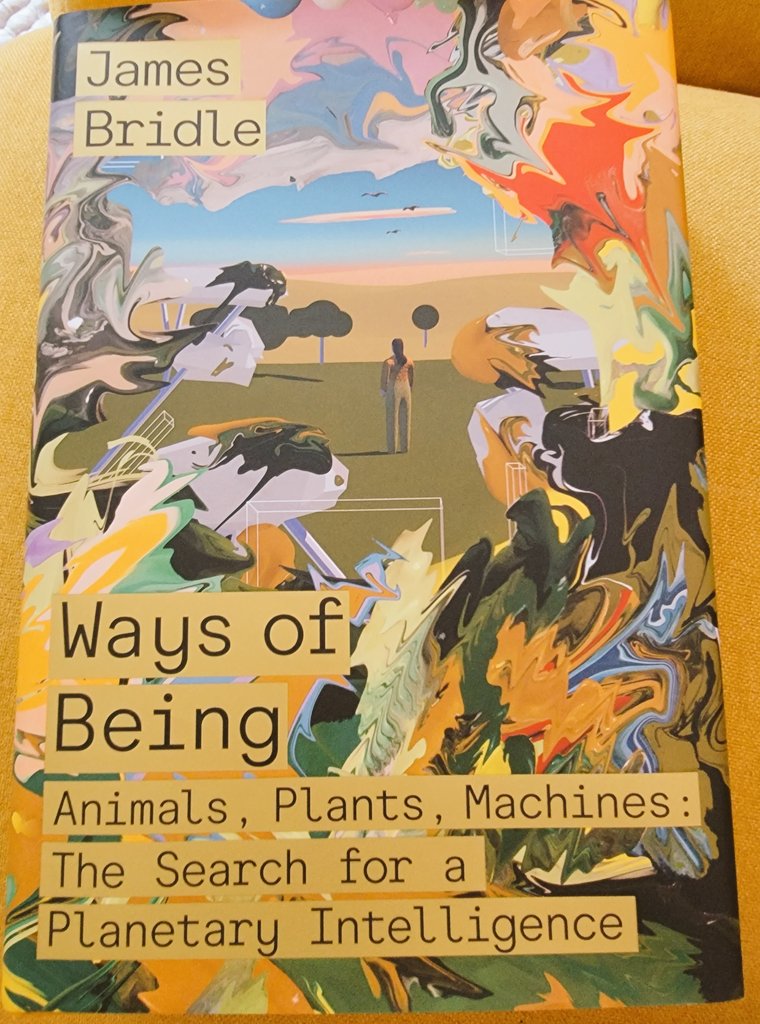 James
Bridle
Ways of
Being
Animals, Plants, Machines:
The Search for a
Planetary Intelligence